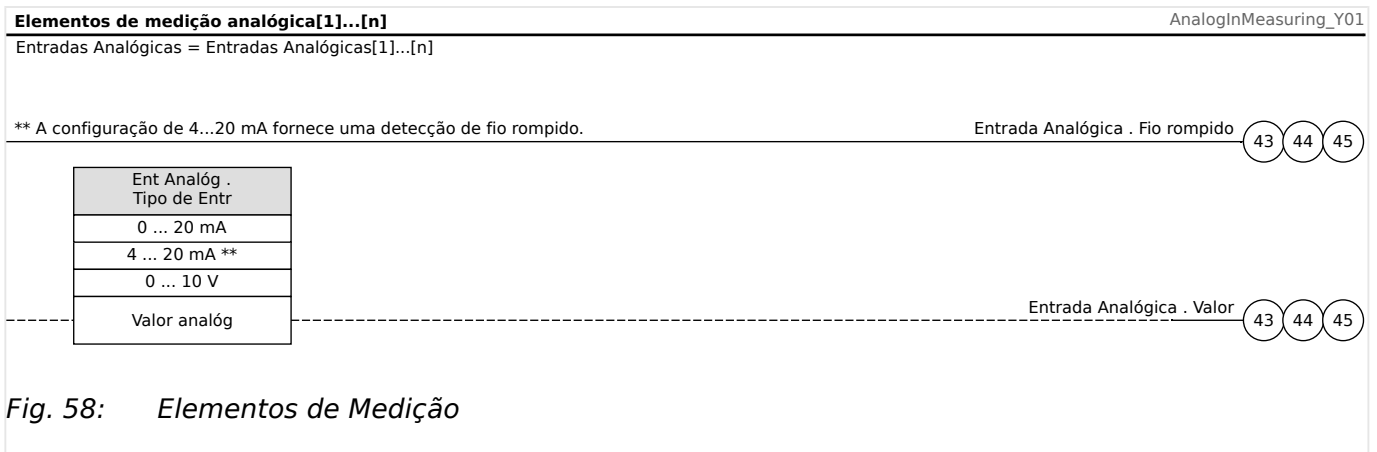 Elementos de medição analógica[1]...[n] AnalogInMeasuring_Y01
Entradas Analógicas = Entradas Analógicas[1]...[n]
** A configuração de 4...20 mA fornece uma detecção de fio rompido. Entrada Analógica . Fio rompido 43 44 45
Ent Analóg .
Tipo de Entr
0 ... 20 mA
4 ... 20 mA **
0 ... 10 V
Valor analóg
Entrada Analógica . Valor 43 44 45
Fig. 58: Elementos de Medição